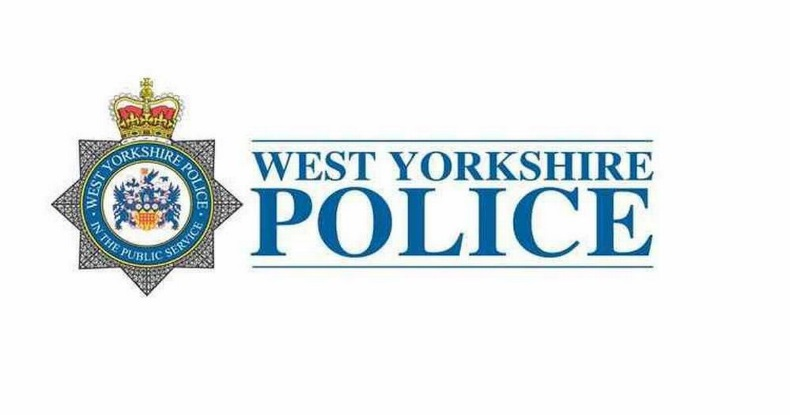 WEST YORKSHIRE POLICE
IN THE PUBLIC SERVICE
WEST YORKSHIRE
POLICE